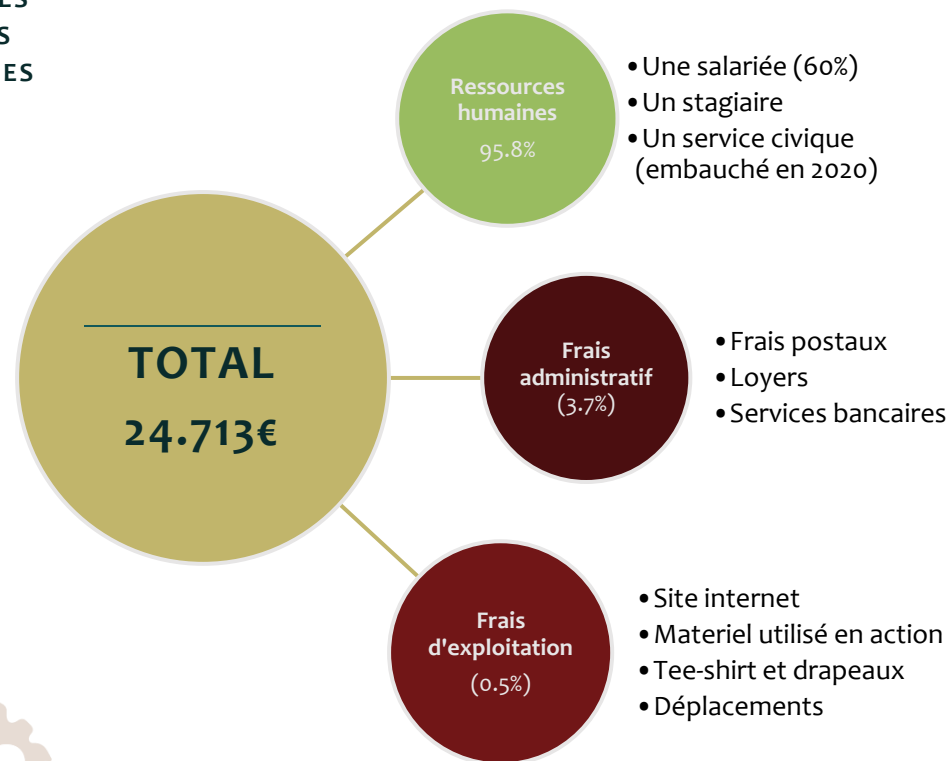 ES
Ressources
humaines
95.8%
• Une salariée (60%)
• Un stagiaire
• Un service civique
(embauché en 2020)
TOTAL
24.713€
Frais
administratif
(3.7%)
• Frais postaux
• Loyers
• Services bancaires
Frais
d'exploitation
(0.5%)
• Site internet
• Materiel utilisé en action
• Tee-shirt et drapeaux
• Déplacements